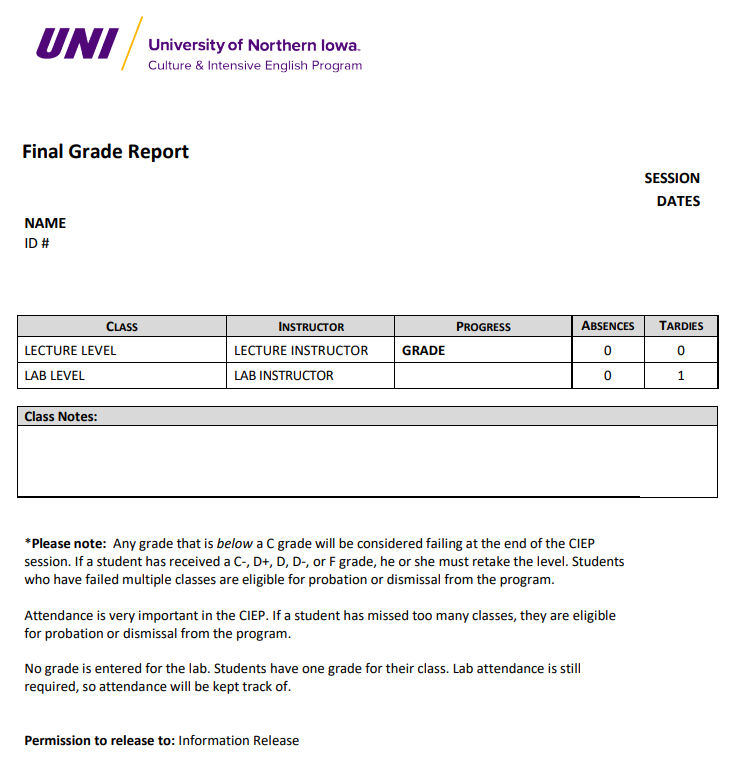 UNI University of Northern Iowa.
Culture & Intensive English Program
Final Grade Report
SESSION
DATES
NAME
ID #
CLASS INSTRUCTOR PROGRESS ABSENCES TARDIES
LECTURE LEVEL LECTURE INSTRUCTOR GRADE 0 0
LAB LEVEL LAB INSTRUCTOR 0 1
Class Notes:
*Please note: Any grade that is below a C grade will be considered failing at the end of the CIEP
session. If a student has received a C-, D+, D, D-, or F grade, he or she must retake the level. Students
who have failed multiple classes are eligible for probation or dismissal from the program.
Attendance is very important in the CIEP. If a student has missed too many classes, they are eligible
for probation or dismissal from the program.
No grade is entered for the lab. Students have one grade for their class. Lab attendance is still
required, so attendance will be kept track of.
Permission to release to: Information Release